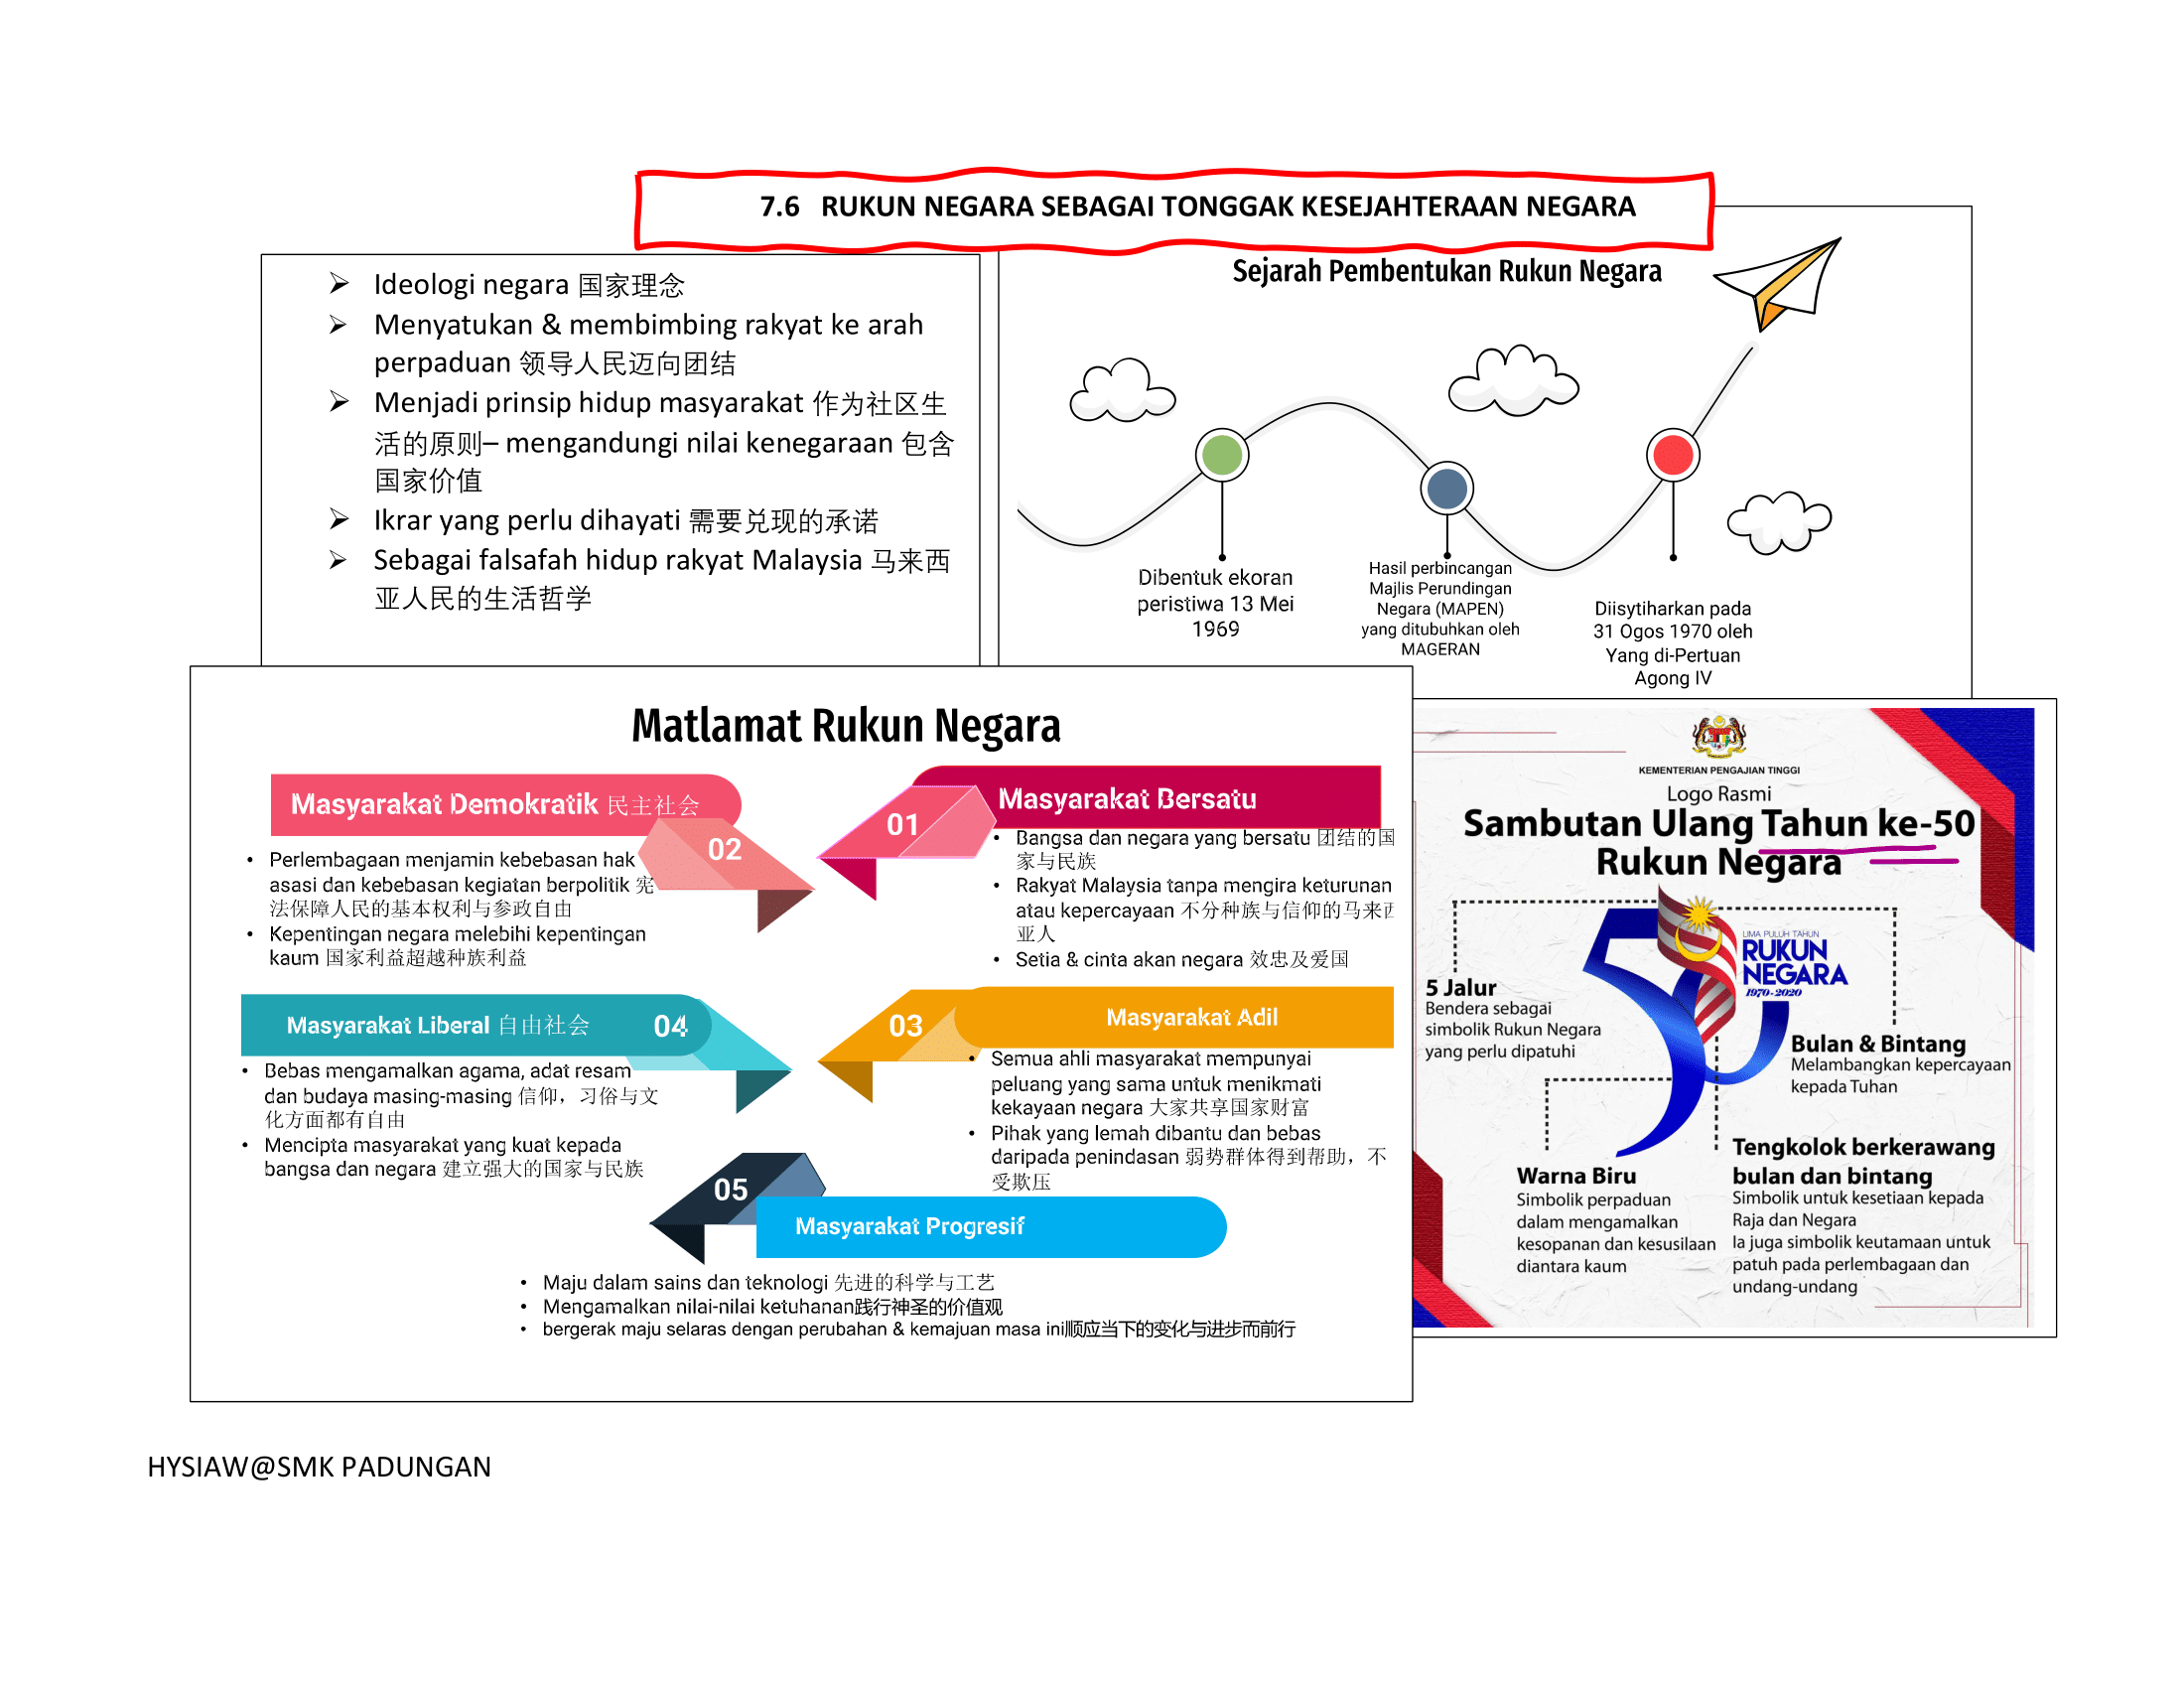 7.6   RUKUN NEGARA SEBAGAI TONGGAK KESEJAHTERAAN NEGARA
Ideologi negara 国家理念
Menyatukan & membimbing rakyat ke arah
perpaduan 领导人民迈向团结
Menjadi prinsip hidup masyarakat 作为社区生
活的原则– mengandungi nilai kenegaraan 包含
国家价值
Ikrar yang perlu dihayati 需要兑现的承诺
Sebagai falsafah hidup rakyat Malaysia 马来西
亚人民的生活哲学
Sejarah Pembentukan Rukun Negara
Dibentuk ekoran
peristiwa 13 Mei
1969
Hasil perbincangan
Majlis Perundingan
Negara (MAPEN)
yang ditubuhkan oleh
MAGERAN
Diisytiharkan pada
31 Ogos 1970 oleh
Yang di-Pertuan
Agong IV
Matlamat Rukun Negara
01
Masyarakat Bersatu
• Bangsa dan negara yang bersatu 团结的国
家与民族
• Rakyat Malaysia tanpa mengira keturunan
atau kepercayaan 不分种族与信仰的马来西
亚人
• Setia & cinta akan negara 效忠及爱国
Masyarakat Demokratik 民主社会
02
• Perlembagaan menjamin kebebasan hak
asasi dan kebebasan kegiatan berpolitik 宪
法保障人民的基本权利与参政自由
• Kepentingan negara melebihi kepentingan
kaum 国家利益超越种族利益
03
Masyarakat Adil
• Semua ahli masyarakat mempunyai
peluang yang sama untuk menikmati
kekayaan negara 大家共享国家财富
• Pihak yang lemah dibantu dan bebas
daripada penindasan 弱势群体得到帮助，不
受欺压
Masyarakat Liberal 自由社会
04
• Bebas mengamalkan agama, adat resam
dan budaya masing-masing 信仰，习俗与文
化方面都有自由
• Mencipta masyarakat yang kuat kepada
bangsa dan negara 建立强大的国家与民族
05
Masyarakat Progresif
• Maju dalam sains dan teknologi 先进的科学与工艺
• Mengamalkan nilai-nilai ketuhanan践行神圣的价值观
• bergerak maju selaras dengan perubahan & kemajuan masa ini顺应当下的变化与进步而前行
KEMENTERIAN PENGAJIAN TINGGI
Logo Rasmi
Sambutan Ulang Tahun ke-50
Rukun Negara
50
LIMA PULUH TAHUN
RUKUN
NEGARA
1970-2020
5 Jalur
Bendera sebagai
simbolik Rukun Negara
yang perlu dipatuhi
Bulan & Bintang
Melambangkan kepercayaan
kepada Tuhan
Warna Biru
Simbolik perpaduan
dalam mengamalkan
kesopanan dan kesusilaan
diantara kaum
Tengkolok berkerawang
bulan dan bintang
Simbolik untuk kesetiaan kepada
Raja dan Negara
Ia juga simbolik keutamaan untuk
patuh pada perlembagaan dan
undang-undang
HYSIAW@SMK PADUNGAN